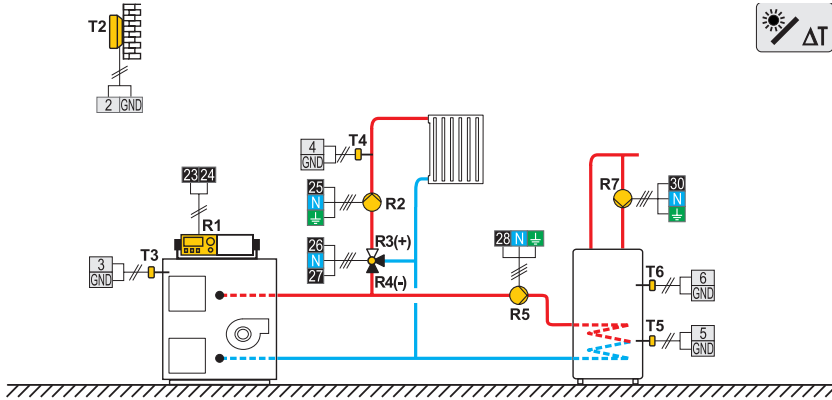 T2
ΔT
2 GND
4
GND
T4
23 24
R1
25
N
R2
R7
30
N
26
N
27
R3(+)
R4(-)
28 N
3
GND
T3
R5
T6
6
GND
T5
5
GND